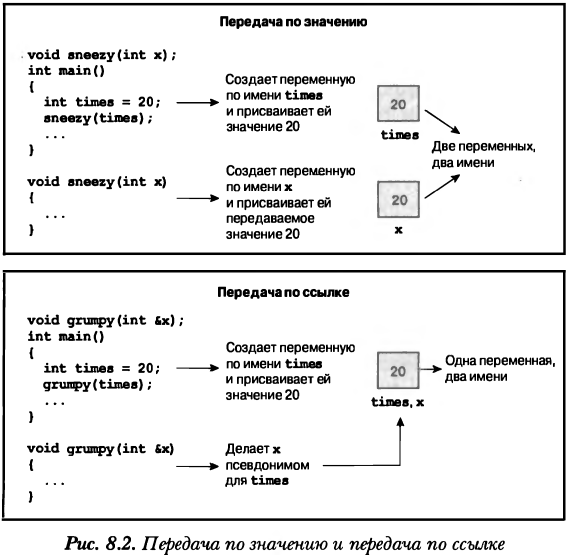 Передача по значению
void sneezy(int x);
int main()
{
int times = 20;
sneezy(times);
...
}
Создает переменную
по имени times
и присваивает ей
значение 20
20
times
Две переменных,
два имени
void sneezy(int x)
{
...
}
Создает переменную
по имени x
и присваивает ей
передаваемое
значение 20
20
x
Передача по ссылке
void grumpy(int &x);
int main()
{
int times = 20;
grumpy(times);
...
}
Создает переменную
по имени times
и присваивает ей
значение 20
20
times, x
Одна переменная,
два имени
void grumpy(int &x)
{
...
}
Делает x
псевдонимом
для times
Рис. 8.2. Передача по значению и передача по ссылке